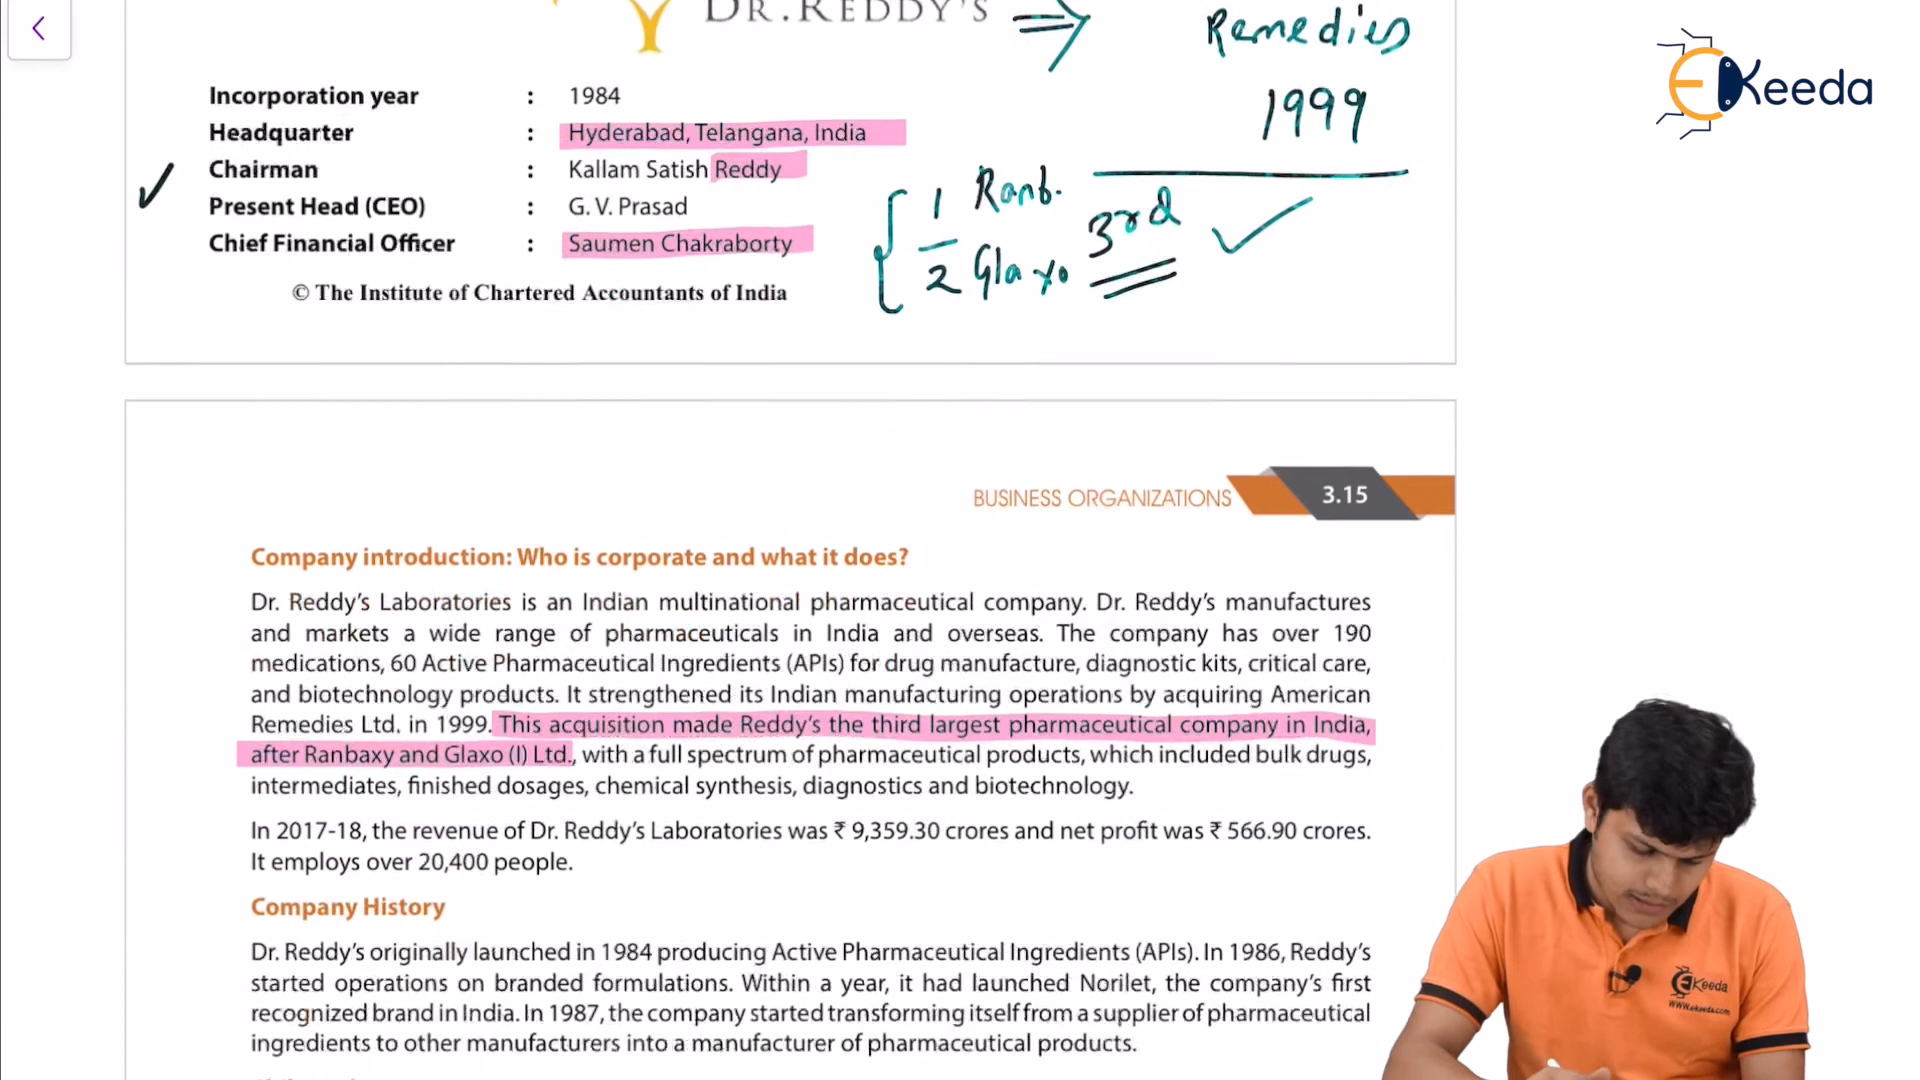 DR.REDDY'S
Remedies
1999
Incorporation year : 1984
Headquarter : Hyderabad, Telangana, India
Chairman : Kallam Satish Reddy
Present Head (CEO) : G. V. Prasad
Chief Financial Officer : Saumen Chakraborty
© The Institute of Chartered Accountants of India
1 Ranb.
2 Glaxo
3rd
EKeeda
BUSINESS ORGANIZATIONS 3.15
Company introduction: Who is corporate and what it does?
Dr. Reddy's Laboratories is an Indian multinational pharmaceutical company. Dr. Reddy's manufactures
and markets a wide range of pharmaceuticals in India and overseas. The company has over 190
medications, 60 Active Pharmaceutical Ingredients (APIs) for drug manufacture, diagnostic kits, critical care,
and biotechnology products. It strengthened its Indian manufacturing operations by acquiring American
Remedies Ltd. in 1999. This acquisition made Reddy's the third largest pharmaceutical company in India,
after Ranbaxy and Glaxo (I) Ltd., with a full spectrum of pharmaceutical products, which included bulk drugs,
intermediates, finished dosages, chemical synthesis, diagnostics and biotechnology.
In 2017-18, the revenue of Dr. Reddy's Laboratories was ₹ 9,359.30 crores and net profit was ₹ 566.90 crores.
It employs over 20,400 people.
Company History
Dr. Reddy's originally launched in 1984 producing Active Pharmaceutical Ingredients (APIs). In 1986, Reddy's
started operations on branded formulations. Within a year, it had launched Norilet, the company's first
recognized brand in India. In 1987, the company started transforming itself from a supplier of pharmaceutical
ingredients to other manufacturers into a manufacturer of pharmaceutical products.
EKeeda
www.ekeeda.com